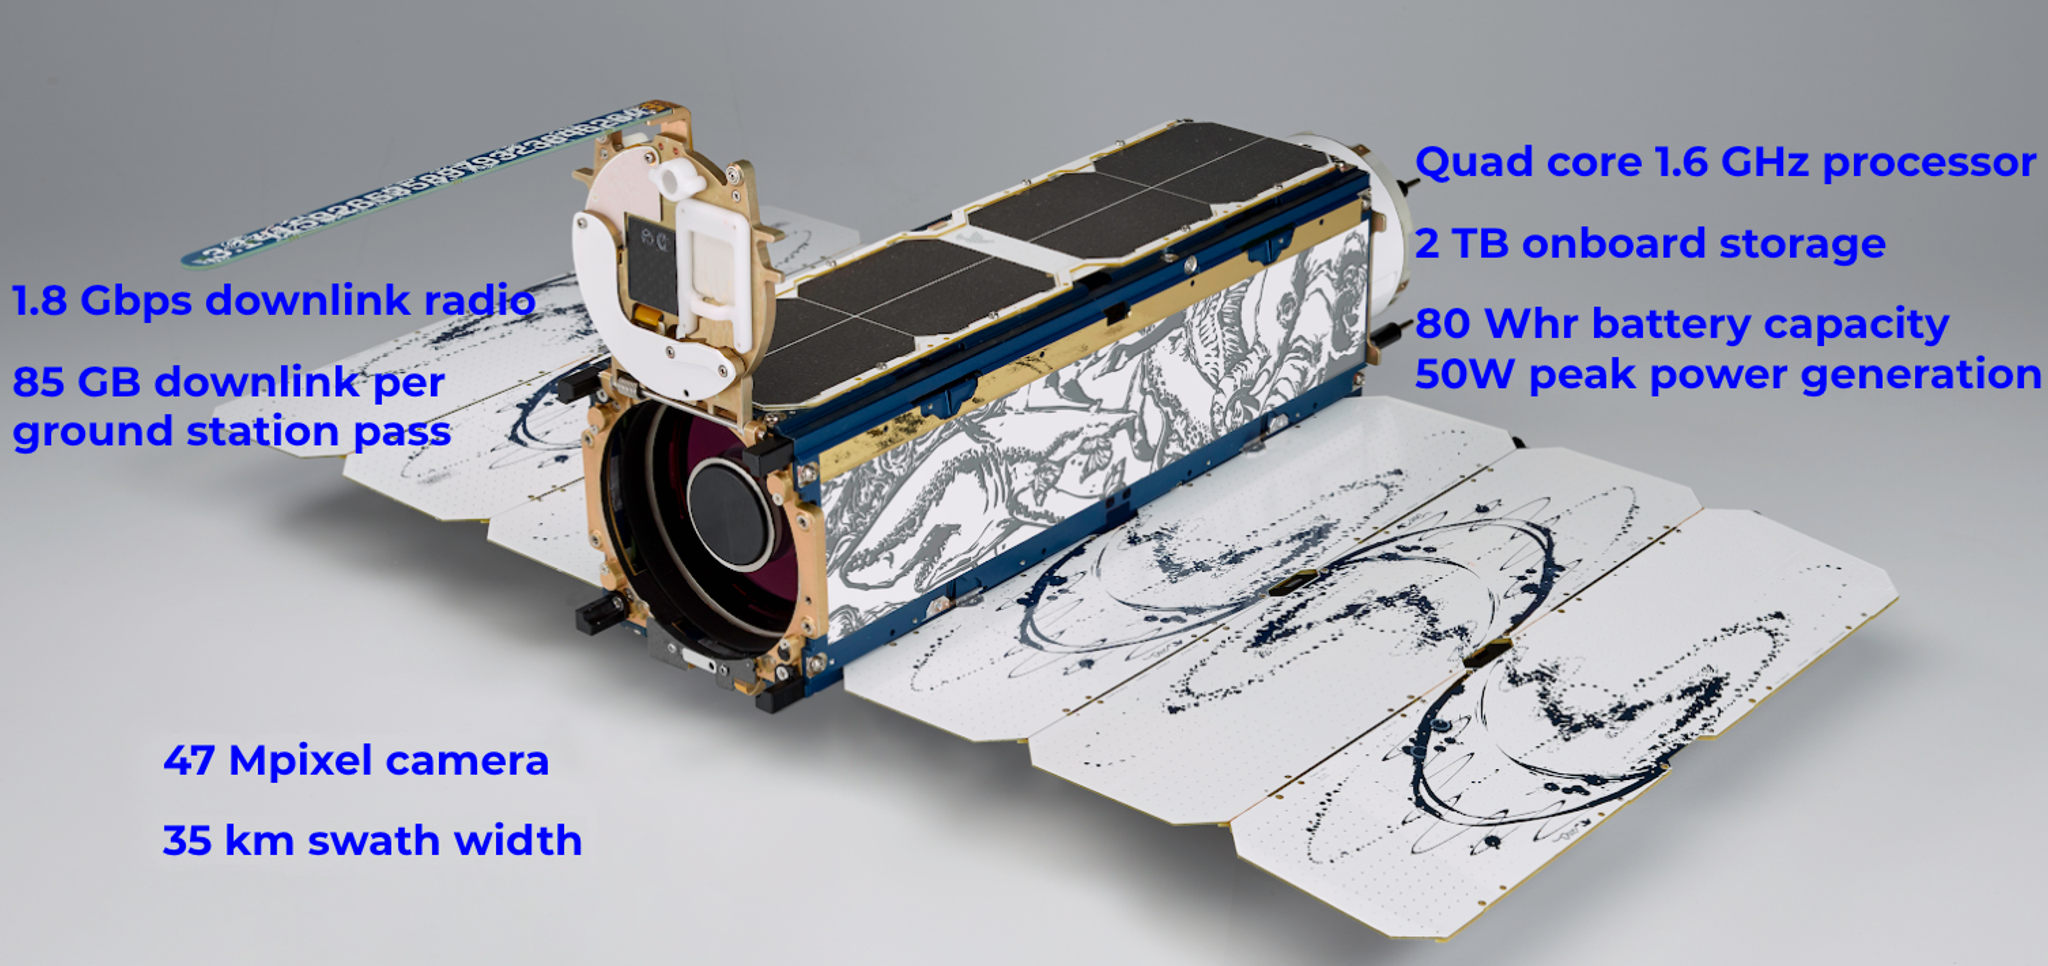 1.8 Gbps downlink radio
85 GB downlink per
ground station pass
Quad core 1.6 GHz processor
2 TB onboard storage
80 Whr battery capacity
50W peak power generation
47 Mpixel camera
35 km swath width